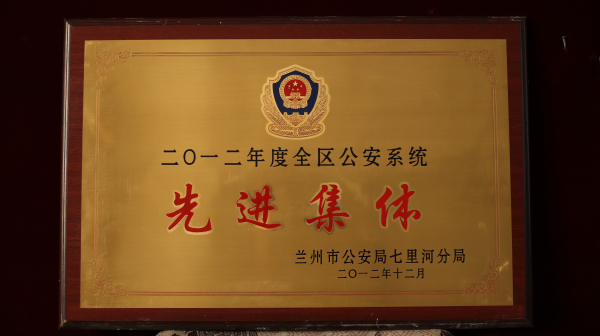 二〇一二年度全区公安系统
先进集体
兰州市公安局七里河分局
二〇一二年十二月